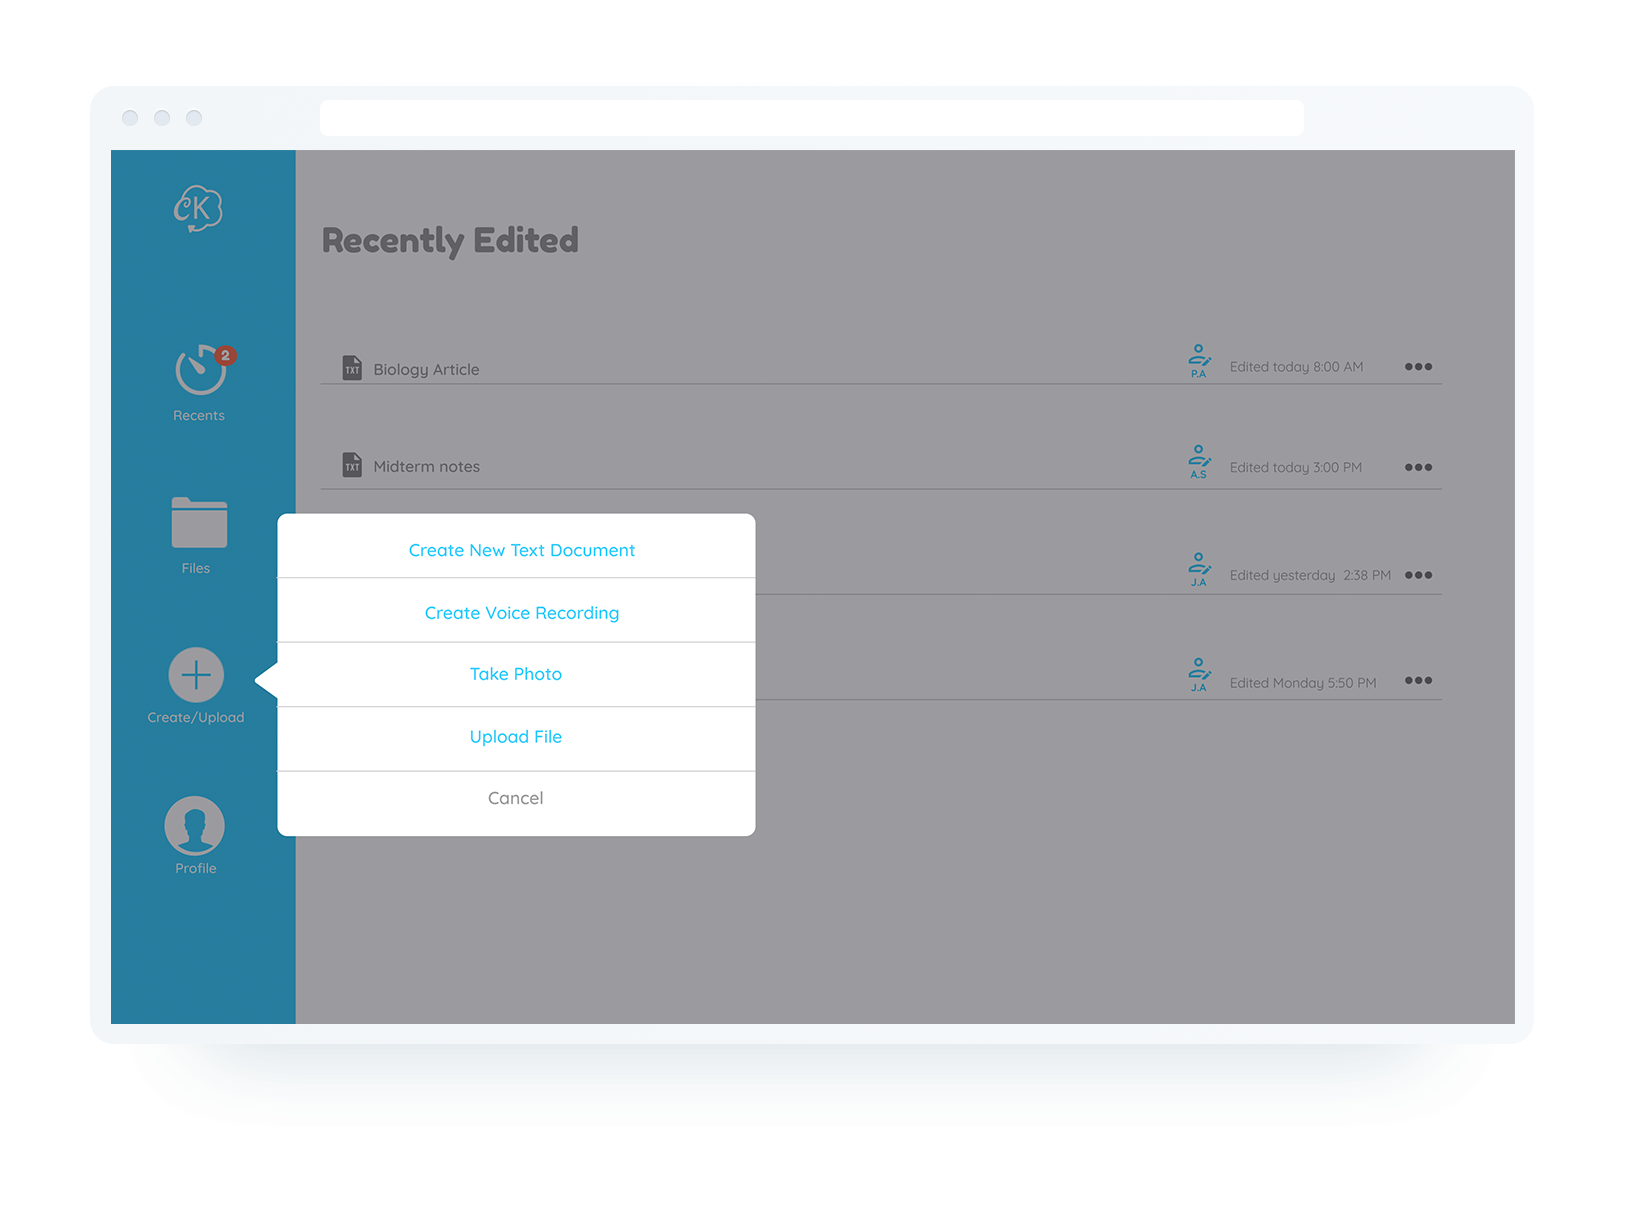 CK
Recently Edited
2
Recents
TXT Biology Article P.A Edited today 8:00 AM
TXT Midterm notes A.S Edited today 3:00 PM
Files
Create New Text Document
J.A Edited yesterday 2:38 PM
Create Voice Recording
Take Photo
J.A Edited Monday 5:50 PM
Create/Upload
Upload File
Cancel
Profile